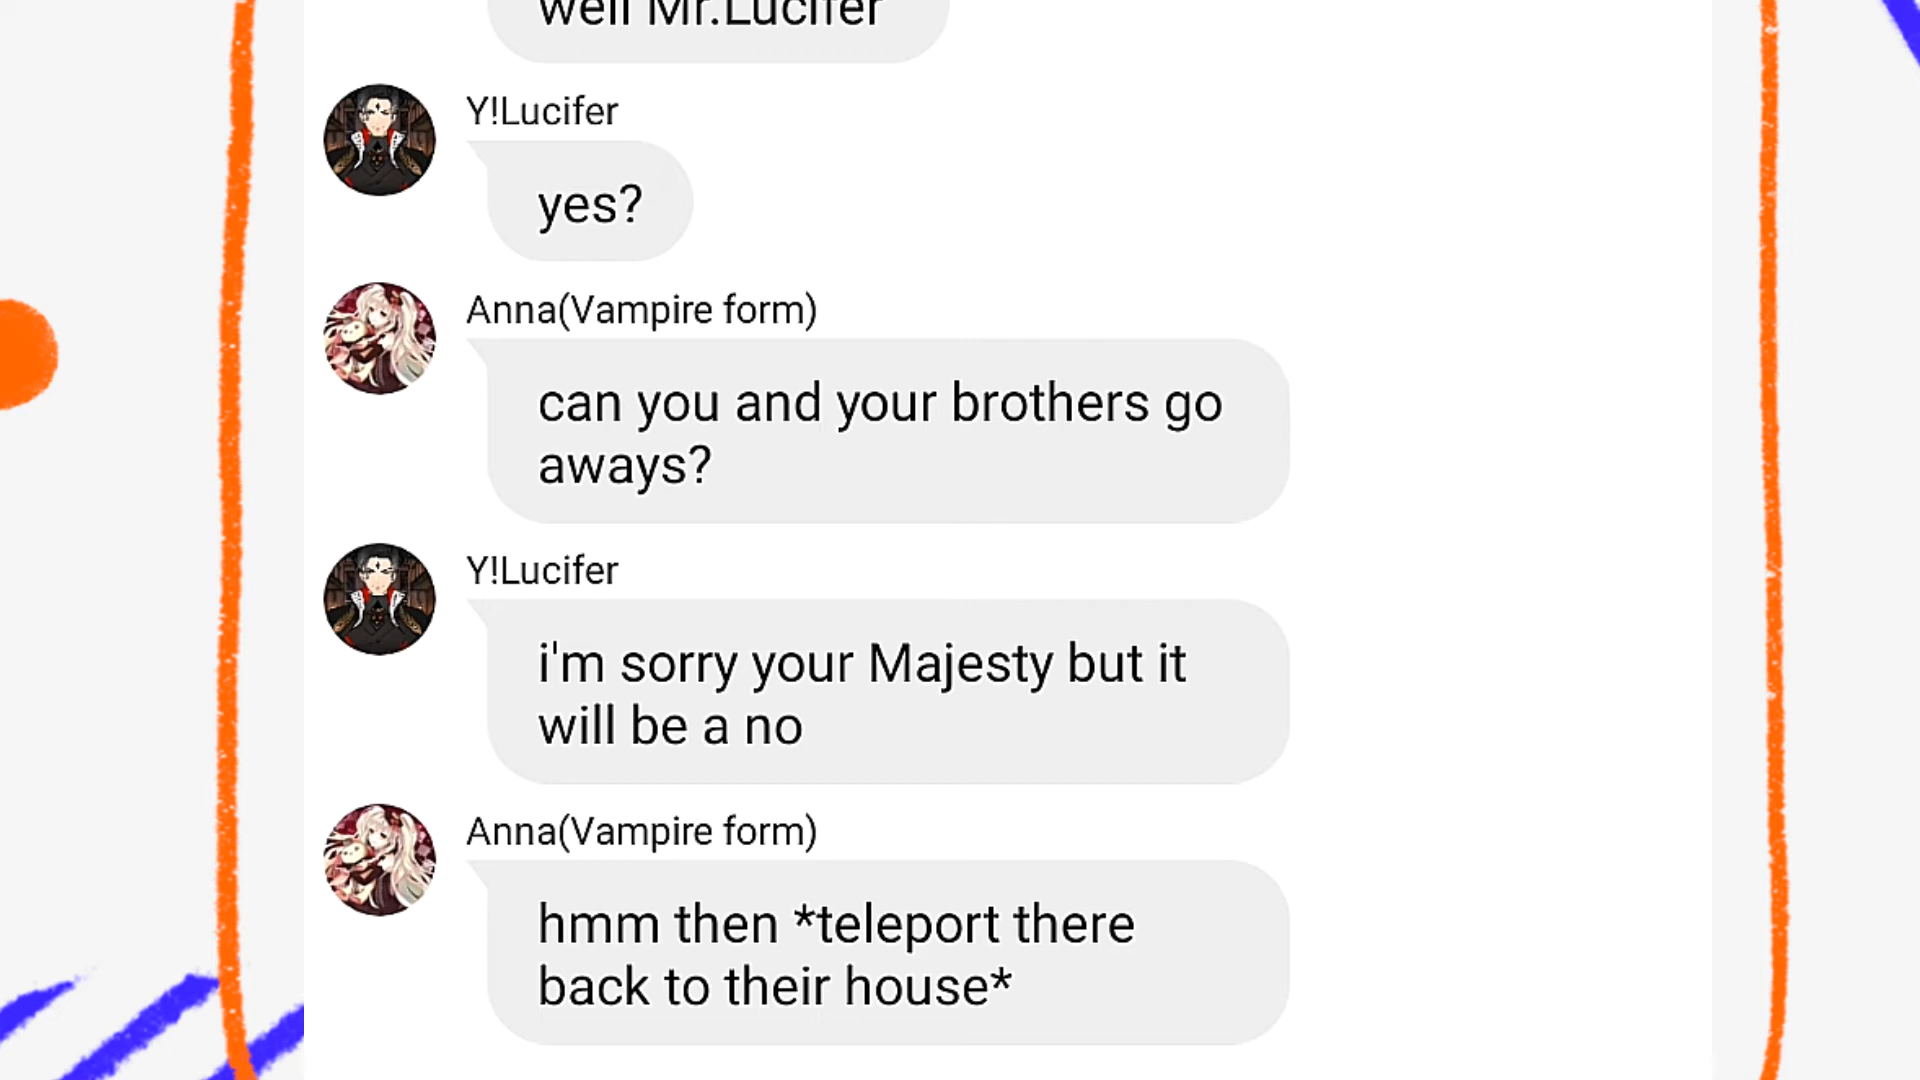 well Mr.Lucifer
Y!Lucifer
yes?
Anna(Vampire form)
can you and your brothers go
aways?
Y!Lucifer
i'm sorry your Majesty but it
will be a no
Anna(Vampire form)
hmm then *teleport there
back to their house*